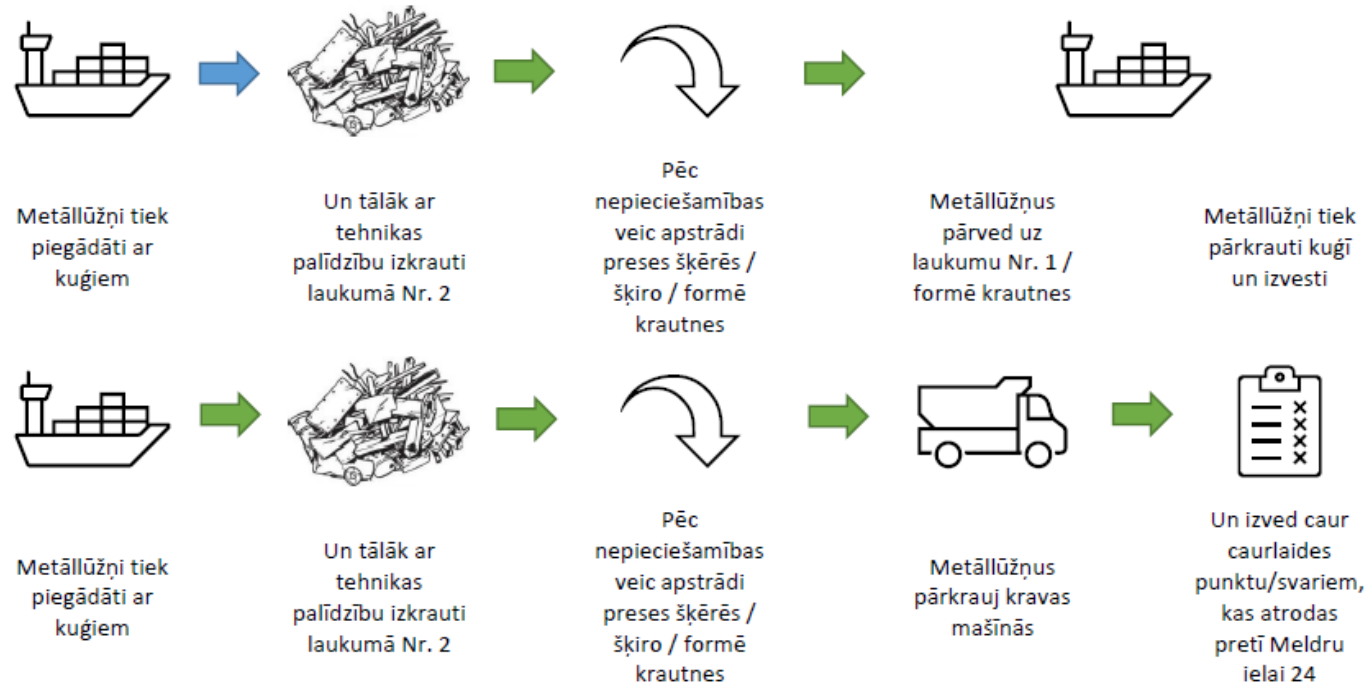 Metāllūžņi tiek
piegādāti ar
kuģiem
Un tālāk ar
tehnikas
palīdzību izkrauti
laukumā Nr. 2
Pēc
nepieciešamības
veic apstrādi
preses šķērēs /
šķiro / formē
krautnes
Metāllūžņus
pārved uz
laukumu Nr. 1 /
formē krautnes
Metāllūžņi tiek
pārkrauti kuģī
un izvesti
Metāllūžņi tiek
piegādāti ar
kuģiem
Un tālāk ar
tehnikas
palīdzību izkrauti
laukumā Nr. 2
Pēc
nepieciešamības
veic apstrādi
preses šķērēs /
šķiro / formē
krautnes
Metāllūžņus
pārkrauj kravas
mašīnās
Un izved caur
caurlaides
punktu/svariem,
kas atrodas
pretī Meldru
ielai 24